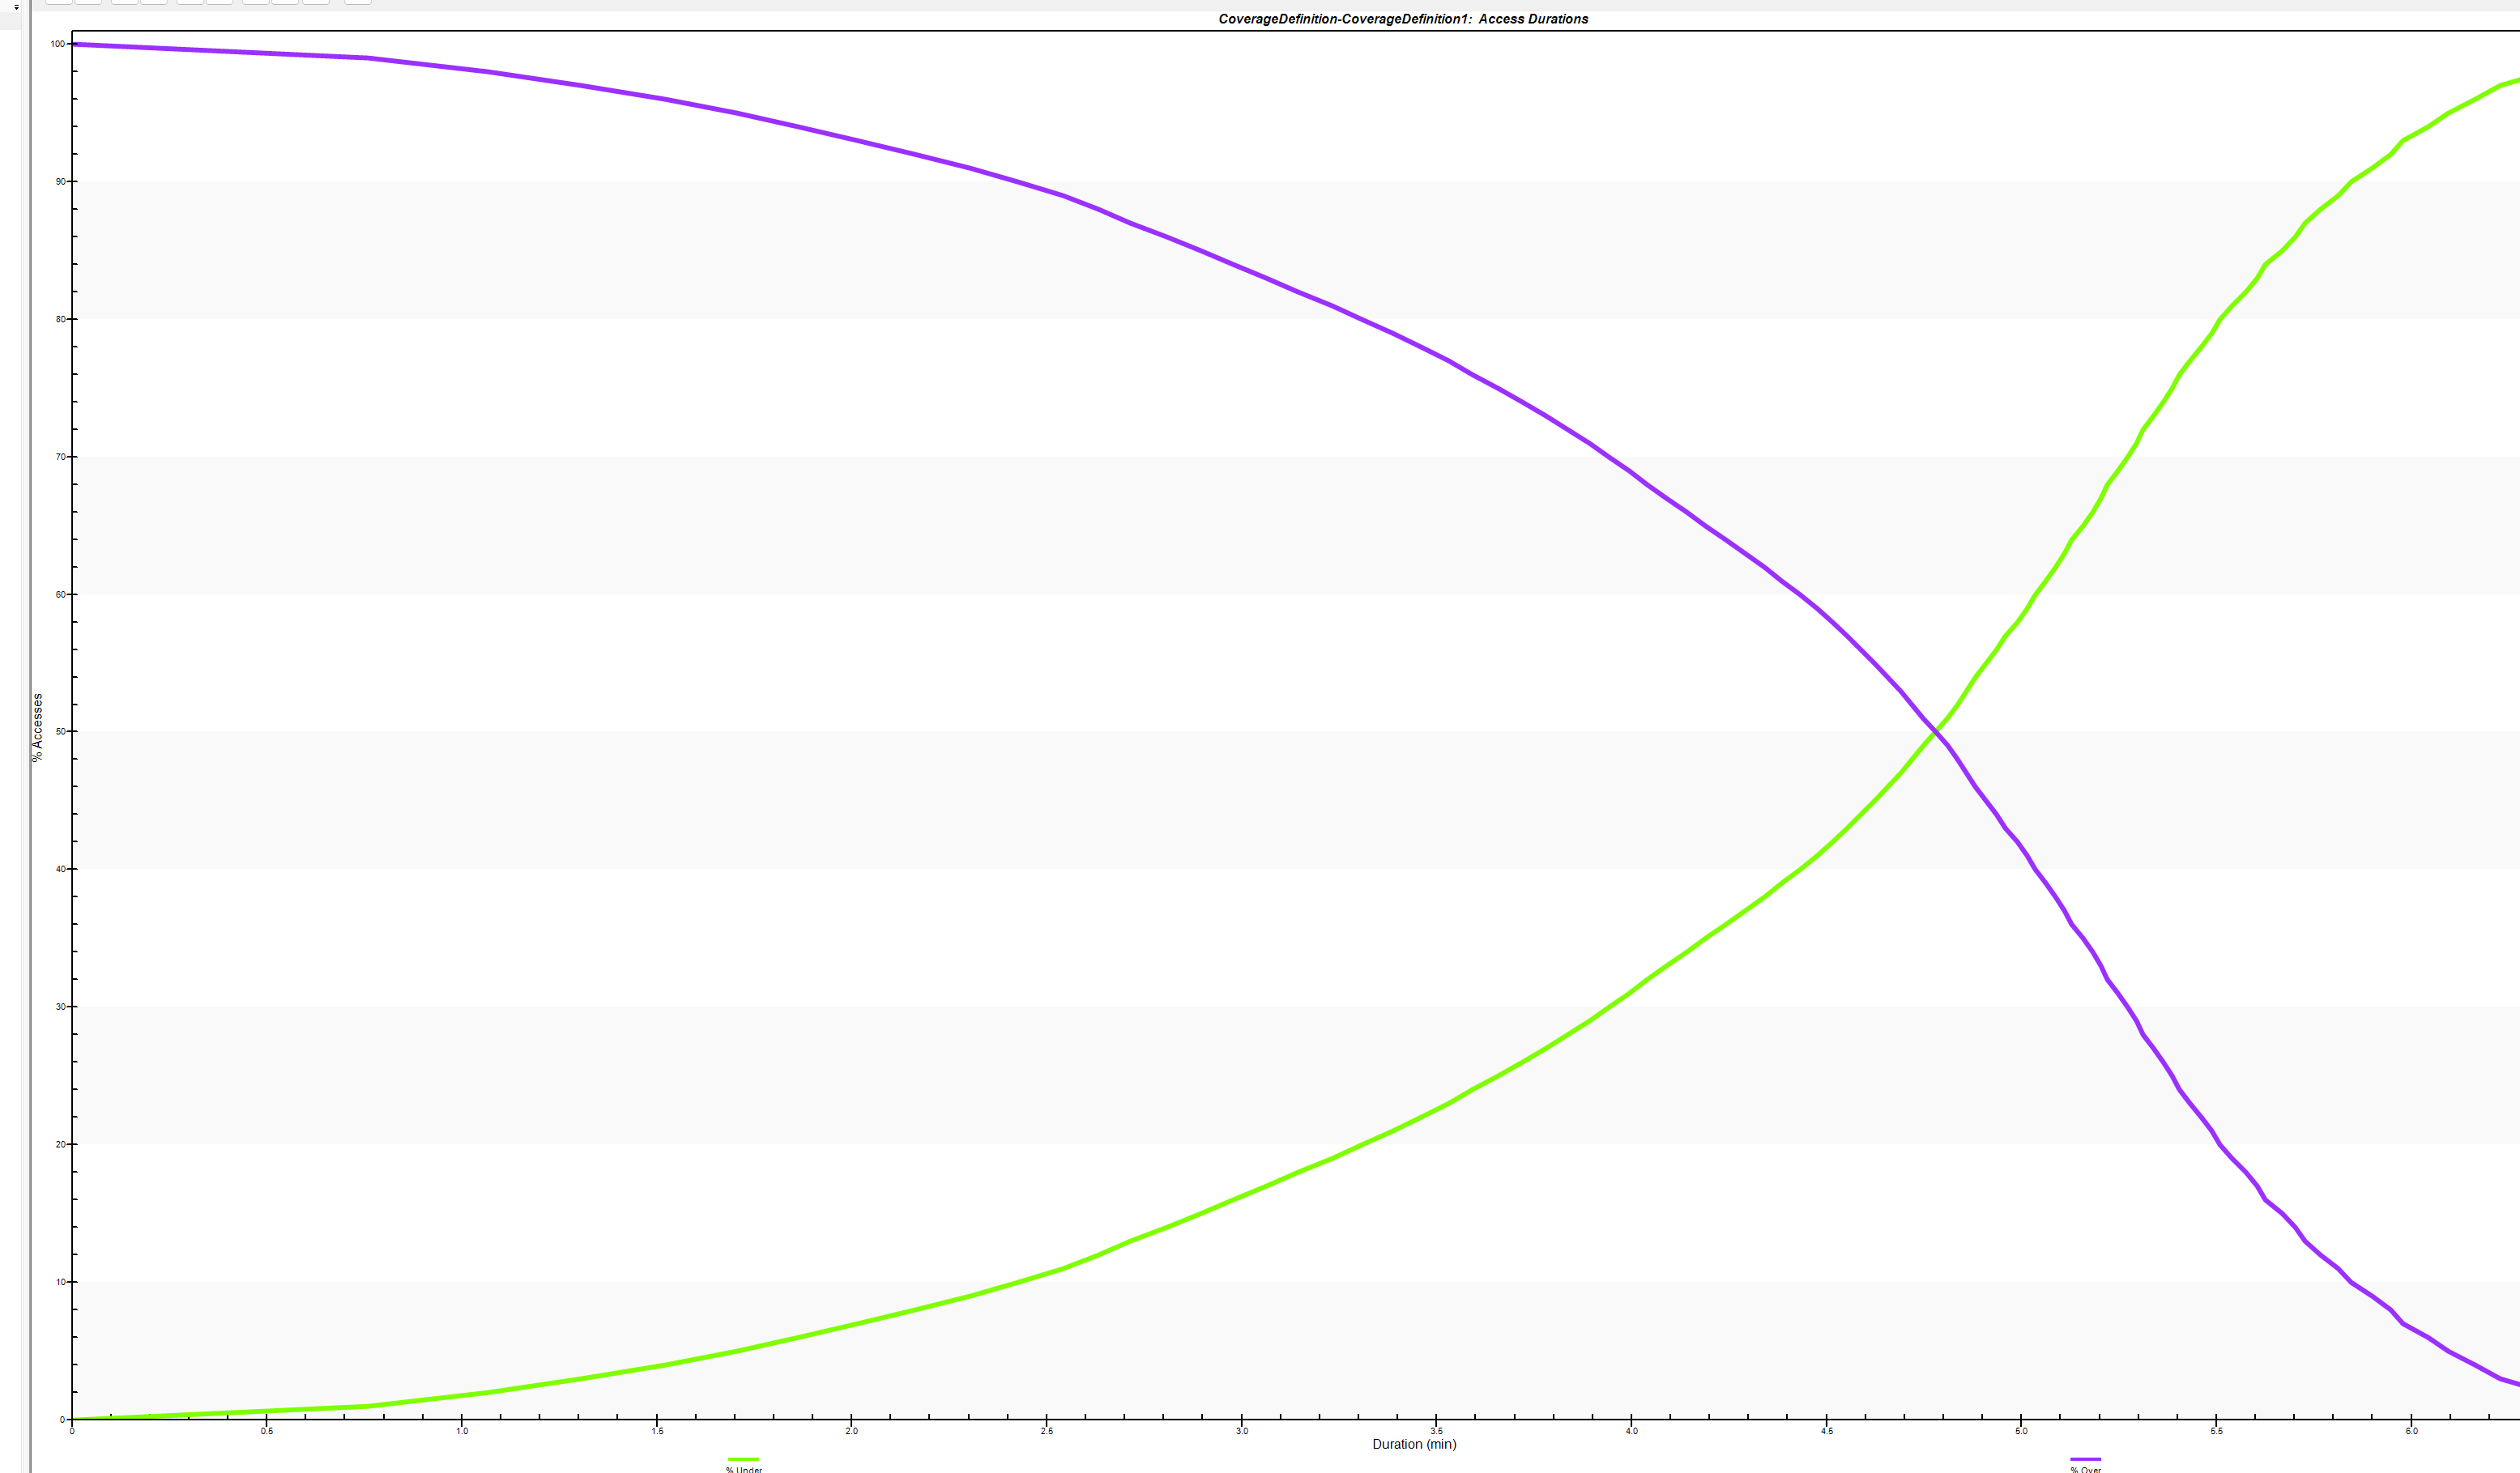 CoverageDefinition-CoverageDefinition1: Access Durations
100
90
80
70
60
50
40
30
20
10
0
% Accesses
0 0.5 1.0 1.5 2.0 2.5 3.0 3.5 4.0 4.5 5.0 5.5 6.0
Duration (min)
% Under % Over